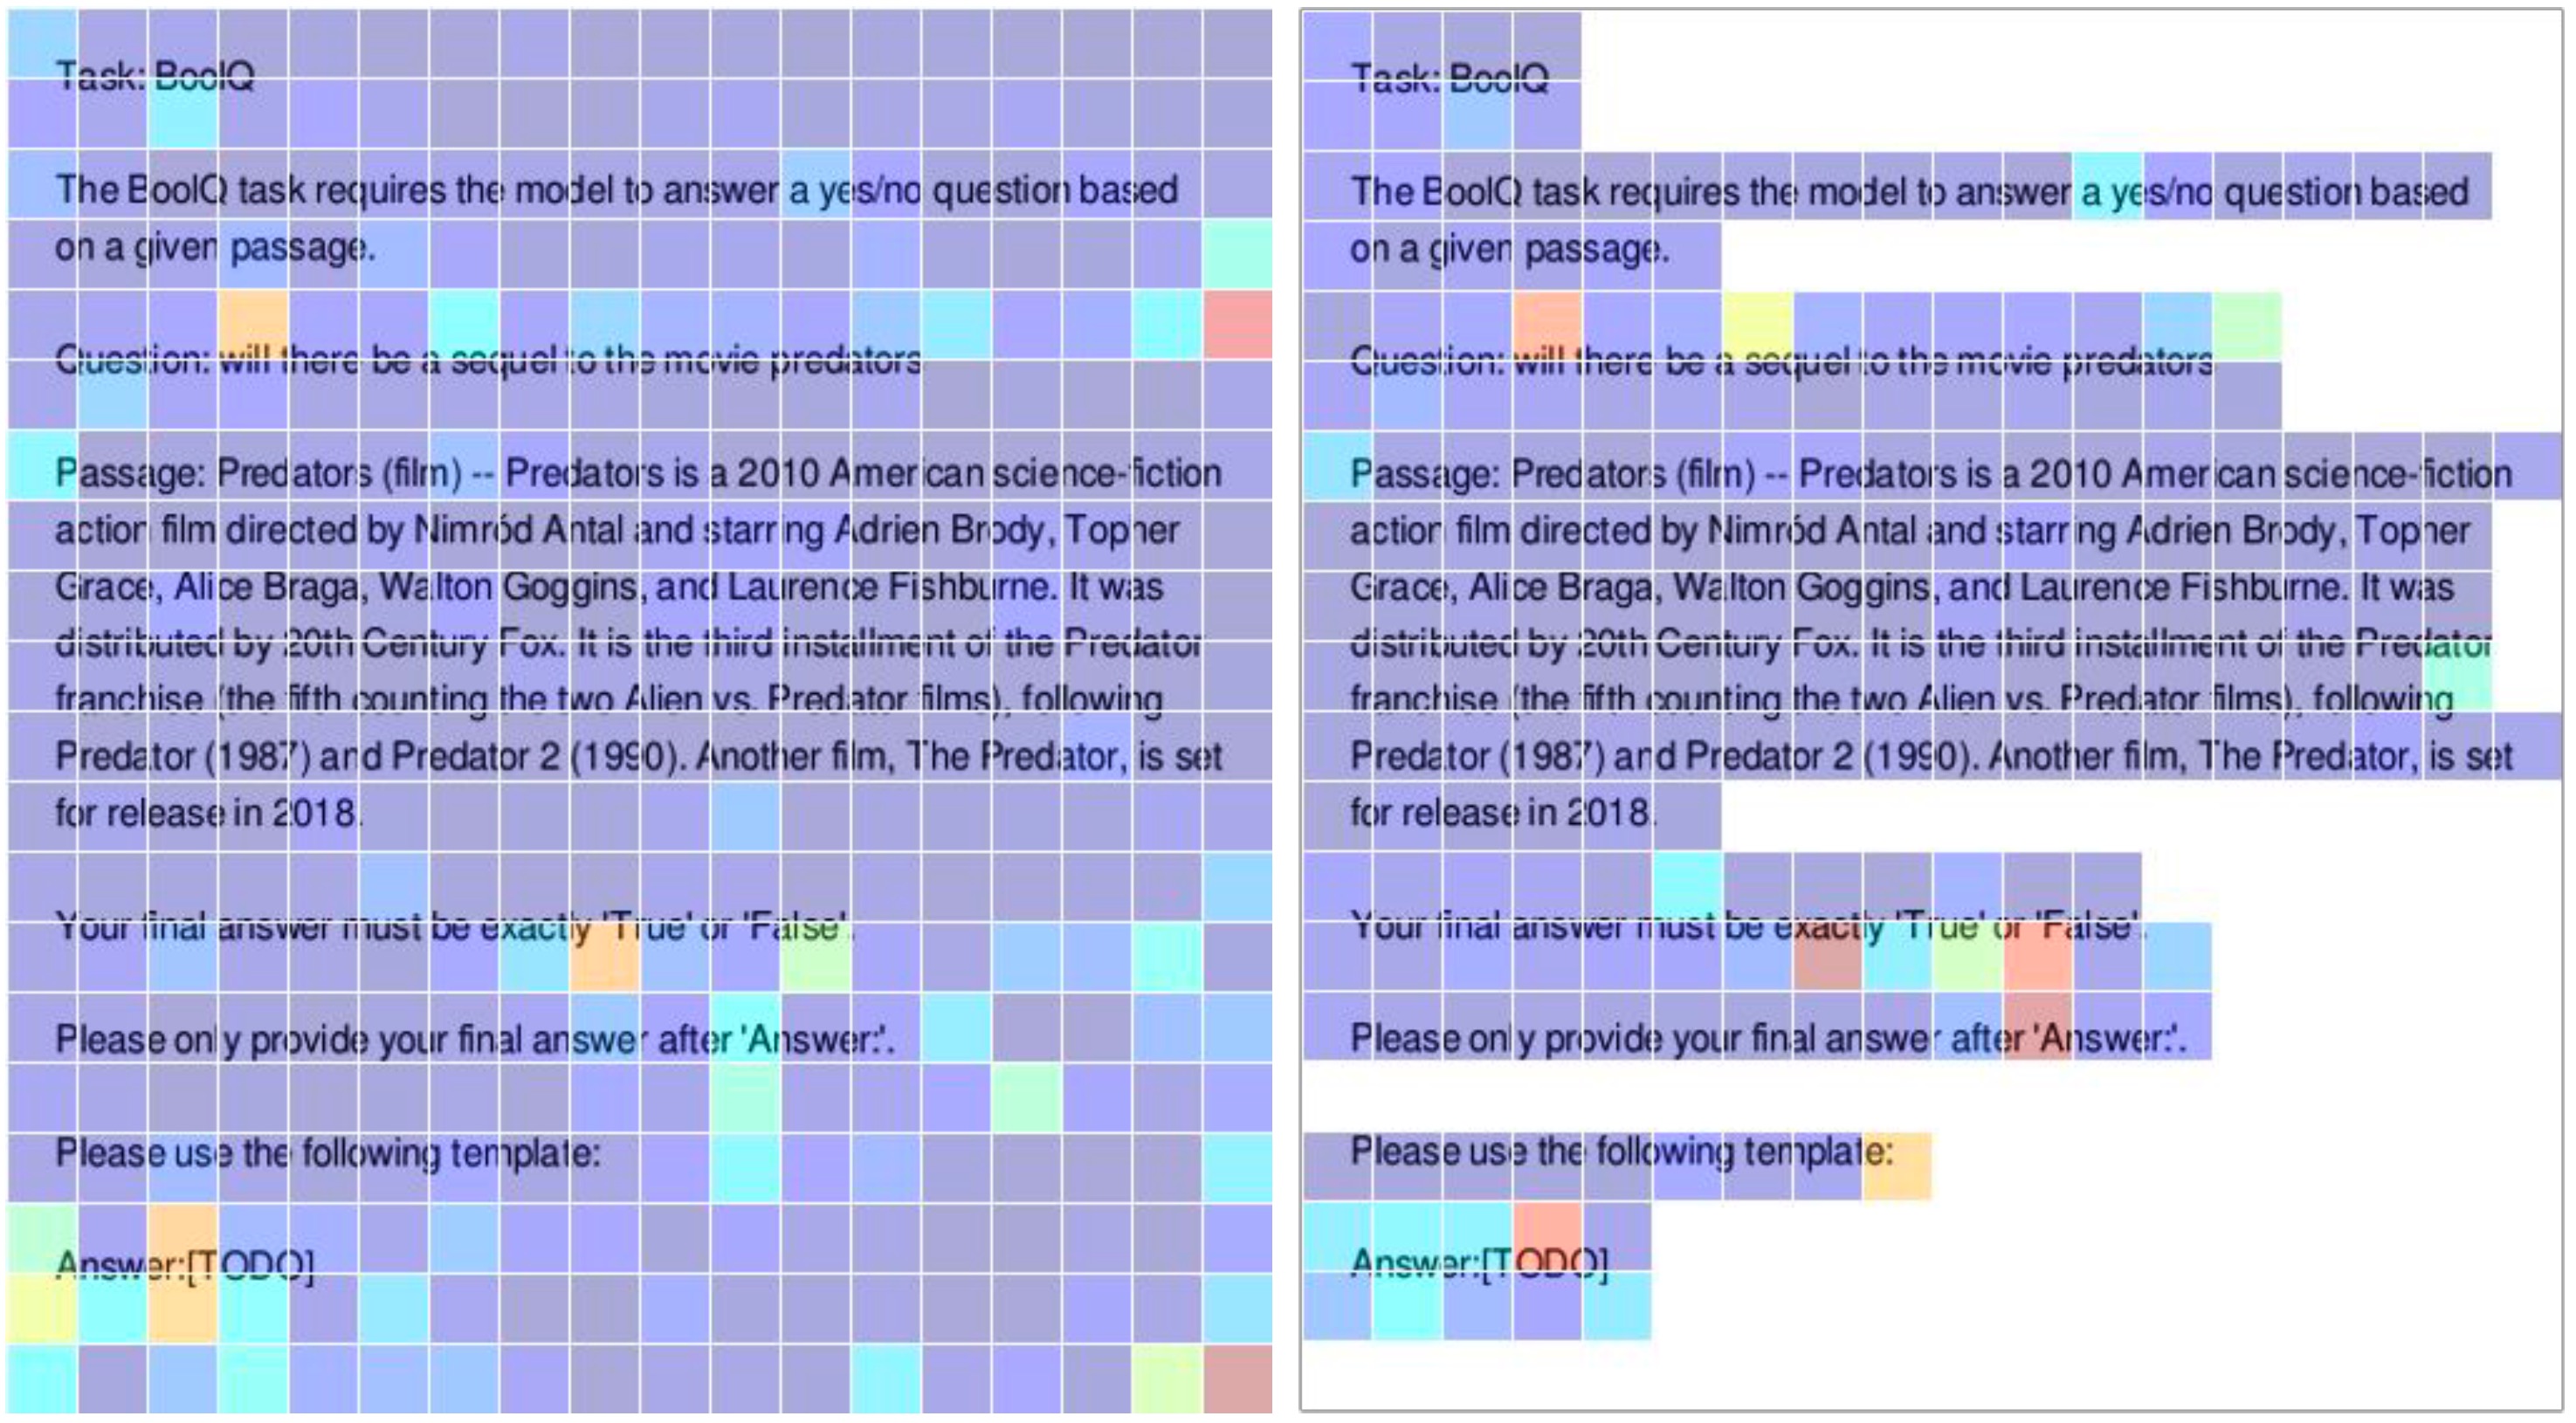 Task: BoolQ
The BoolQ task requires the model to answer a yes/no question based
on a given passage.
Question: will there be a sequel to the movie predators
Passage: Predators (film) -- Predators is a 2010 American science-fiction
action film directed by Nimród Antal and starring Adrien Brody, Topher
Grace, Alice Braga, Walton Goggins, and Laurence Fishburne. It was
distributed by 20th Century Fox. It is the third installment of the Predator
franchise (the fifth counting the two Alien vs. Predator films), following
Predator (1987) and Predator 2 (1990). Another film, The Predator, is set
for release in 2018.
Your final answer must be exactly 'True' or 'False'.
Please only provide your final answer after 'Answer:'.
Please use the following template:
Answer:[TODO]
Task: BoolQ
The BoolQ task requires the model to answer a yes/no question based
on a given passage.
Question: will there be a sequel to the movie predators
Passage: Predators (film) -- Predators is a 2010 American science-fiction
action film directed by Nimród Antal and starring Adrien Brody, Topher
Grace, Alice Braga, Walton Goggins, and Laurence Fishburne. It was
distributed by 20th Century Fox. It is the third installment of the Predator
franchise (the fifth counting the two Alien vs. Predator films), following
Predator (1987) and Predator 2 (1990). Another film, The Predator, is set
for release in 2018.
Your final answer must be exactly 'True' or 'False'.
Please only provide your final answer after 'Answer:'.
Please use the following template:
Answer:[TODO]